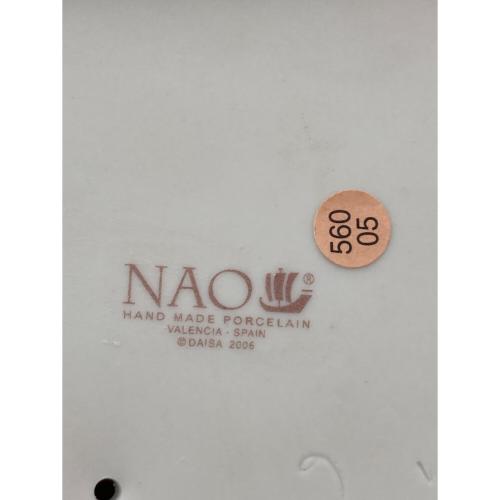 560
05
NAO®
HAND MADE PORCELAIN
VALENCIA · SPAIN
©DAISA 2006